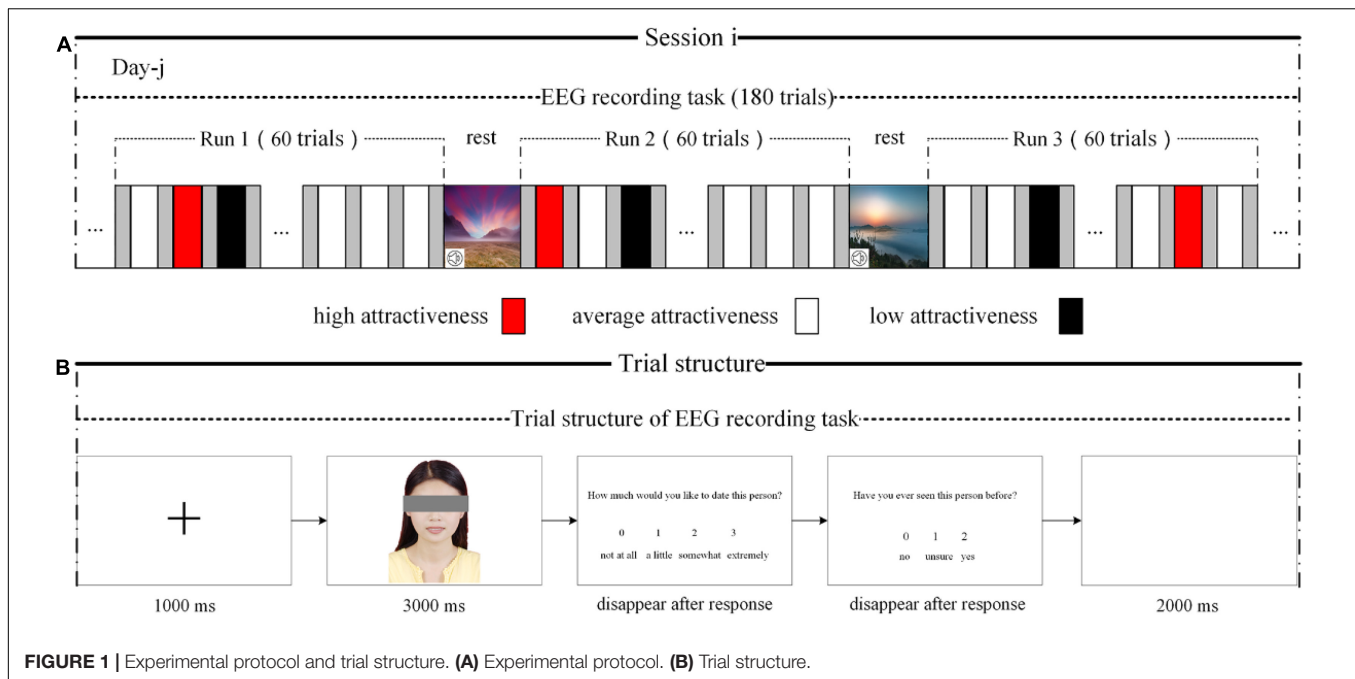 A
Session i
Day-j
EEG recording task (180 trials)
Run 1 ( 60 trials )
rest
Run 2 ( 60 trials )
rest
Run 3 ( 60 trials )
...
...
...
...
...
high attractiveness
average attractiveness
low attractiveness
B
Trial structure
Trial structure of EEG recording task
How much would you like to date this person?
0 1 2 3
not at all a little somewhat extremely
Have you ever seen this person before?
0 1 2
no unsure yes
1000 ms
3000 ms
disappear after response
disappear after response
2000 ms
FIGURE 1 | Experimental protocol and trial structure. (A) Experimental protocol. (B) Trial structure.